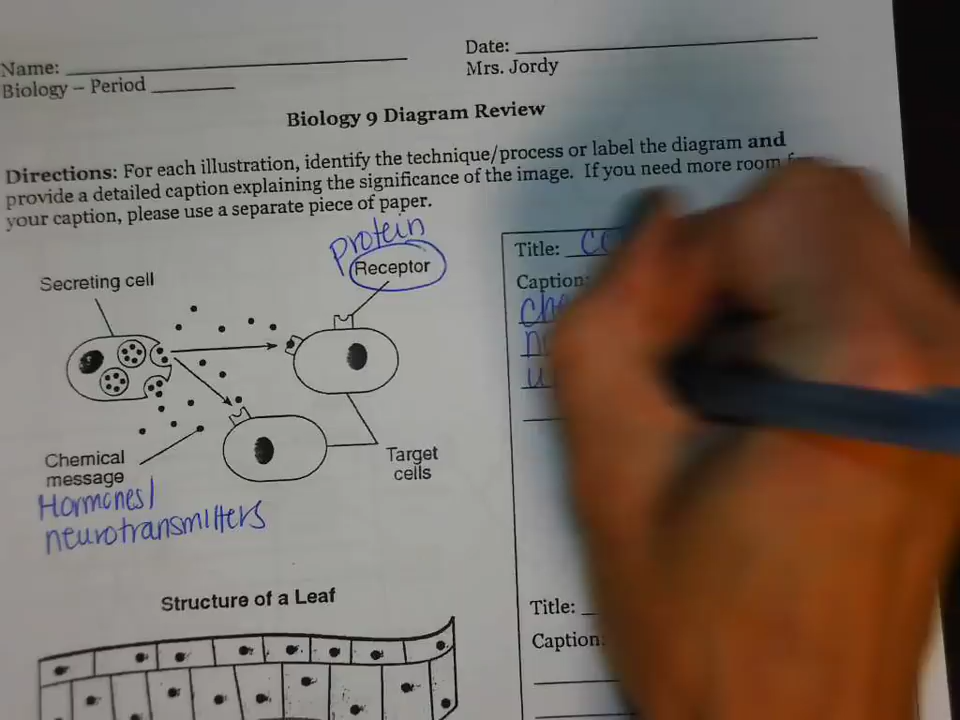 Name: ____________ Date: ____________
Biology – Period ______ Mrs. Jordy
Biology 9 Diagram Review
Directions: For each illustration, identify the technique/process or label the diagram and
provide a detailed caption explaining the significance of the image. If you need more room
your caption, please use a separate piece of paper.
protein
Receptor
Secreting cell
Chemical
message
Hormones/
neurotransmitters
Target
cells
Title:
Caption:
Structure of a Leaf
Title:
Caption: